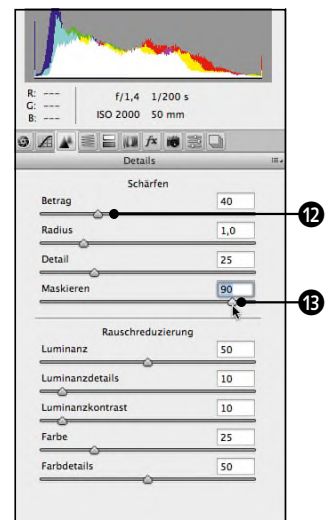 R: --- f/1,4 1/200 s
G: ---
B: --- ISO 2000 50 mm
fx
Details
Schärfen
Betrag 40
12
Radius 1,0
Detail 25
Maskieren 90
13
Rauschreduzierung
Luminanz 50
Luminanzdetails 10
Luminanzkontrast 10
Farbe 25
Farbdetails 50